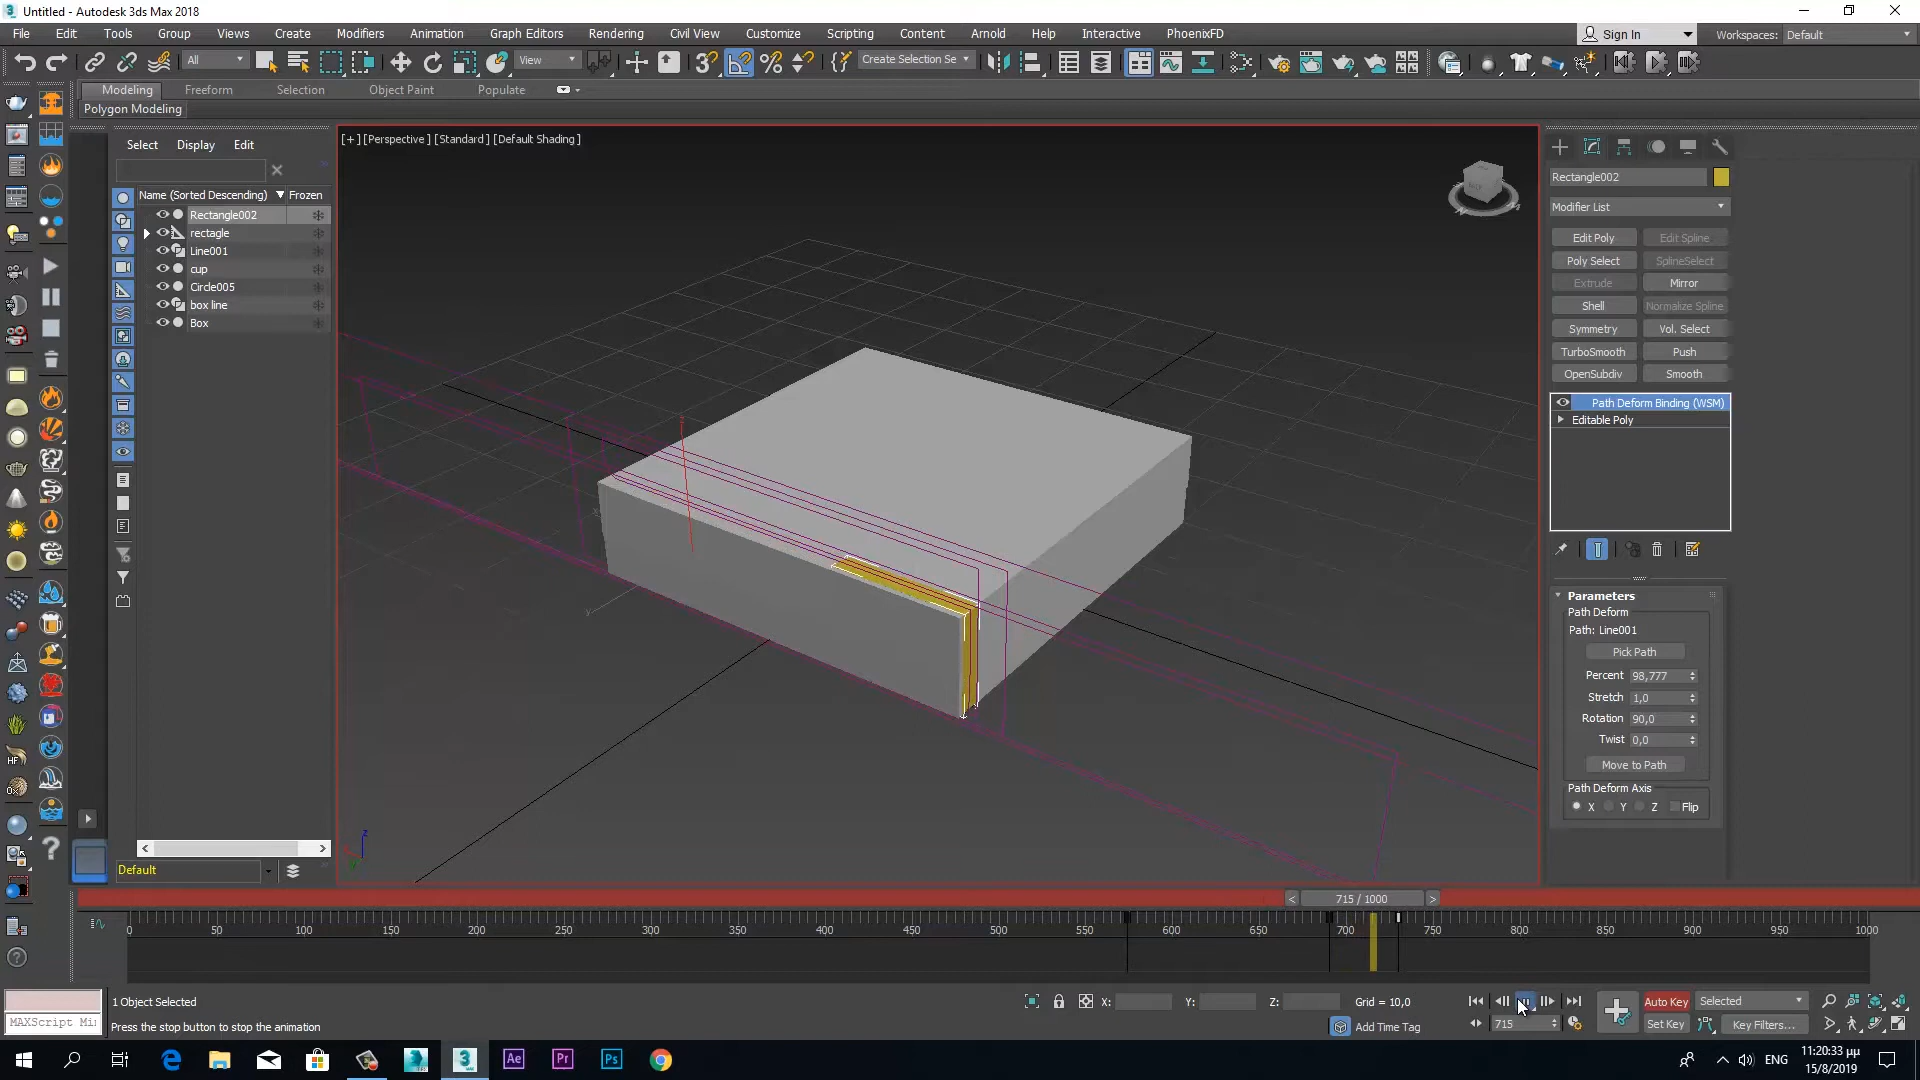 Untitled - Autodesk 3ds Max 2018
File Edit Tools Group Views Create Modifiers Animation Graph Editors Rendering Civil View Customize Scripting Content Arnold Help Interactive PhoenixFD Sign In Workspaces: Default
All View Create Selection Se
Modeling Freeform Selection Object Paint Populate
Polygon Modeling
Select Display Edit
[+] [Perspective] [Standard] [Default Shading]
Name (Sorted Descending) Frozen
Rectangle002
rectagle
Line001
cup
Circle005
box line
Box
Rectangle002
Modifier List
Edit Poly Edit Spline
Poly Select SplineSelect
Extrude Mirror
Shell Normalize Spline
Symmetry Vol. Select
TurboSmooth Push
OpenSubdiv Smooth
Path Deform Binding (WSM)
Editable Poly
Parameters
Path Deform
Path: Line001
Pick Path
Percent 98,777
Stretch 1,0
Rotation 90,0
Twist 0,0
Move to Path
Path Deform Axis
X Y Z Flip
Default
715 / 1000
0 50 100 150 200 250 300 350 400 450 500 550 600 650 700 750 800 850 900 950 1000
1 Object Selected X: Y: Z: Grid = 10,0 Auto Key Selected
MAXScript Mi Press the stop button to stop the animation Add Time Tag 715 Set Key Key Filters...
Ae Pr Ps ENG 11:20:33 μμ
15/8/2019